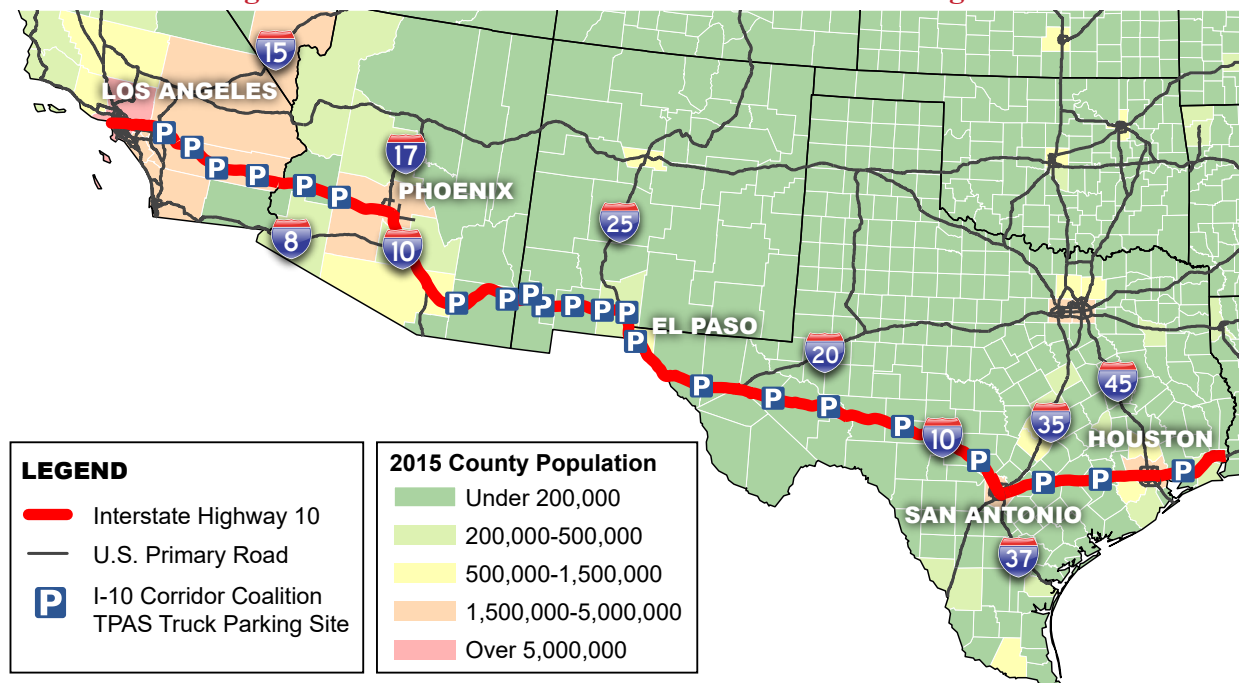 15
LOS ANGELES
P
P
P
P
P
P
17
PHOENIX
25
8
10
P
P
P
P
P
P
P
P
EL PASO
20
45
P
P
P
P
10
35
HOUSTON
P
P
P
P
SAN ANTONIO
37
LEGEND
Interstate Highway 10
U.S. Primary Road
P
I-10 Corridor Coalition
TPAS Truck Parking Site
2015 County Population
Under 200,000
200,000-500,000
500,000-1,500,000
1,500,000-5,000,000
Over 5,000,000